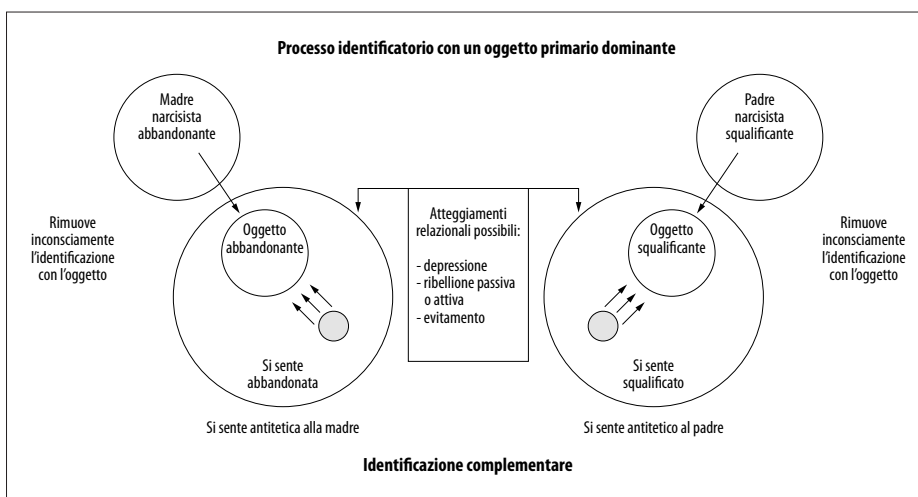 Processo identificatorio con un oggetto primario dominante
Madre
narcisista
abbandonante
Padre
narcisista
squalificante
Rimuove
inconsciamente
l'identificazione
con l'oggetto
Oggetto
abbandonante
Si sente
abbandonata
Atteggiamenti
relazionali possibili:
- depressione
- ribellione passiva
o attiva
- evitamento
Oggetto
squalificante
Si sente
squalificato
Rimuove
inconsciamente
l'identificazione
con l'oggetto
Si sente antitetica alla madre
Si sente antitetico al padre
Identificazione complementare